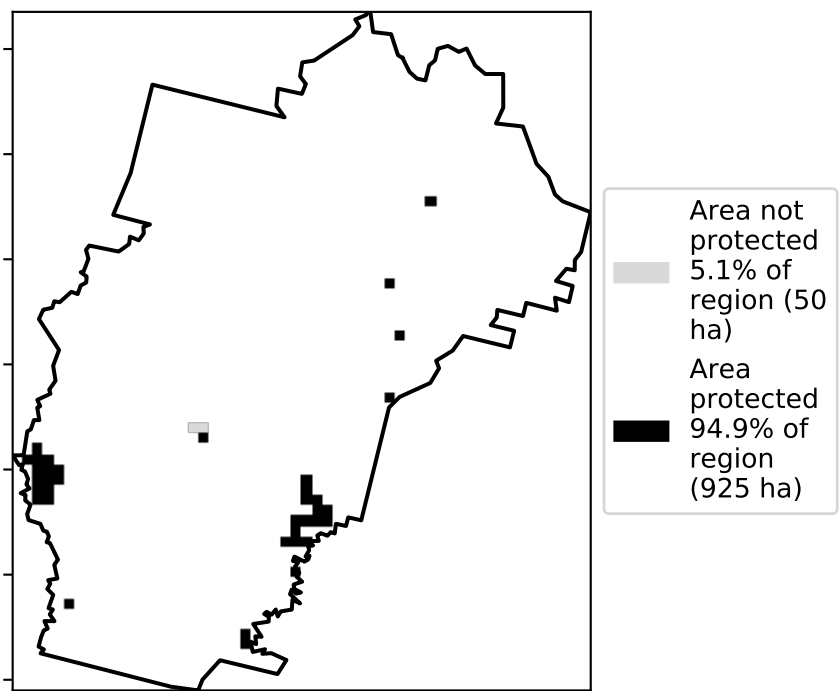 Area not
protected
5.1% of
region (50
ha)
Area
protected
94.9% of
region
(925 ha)